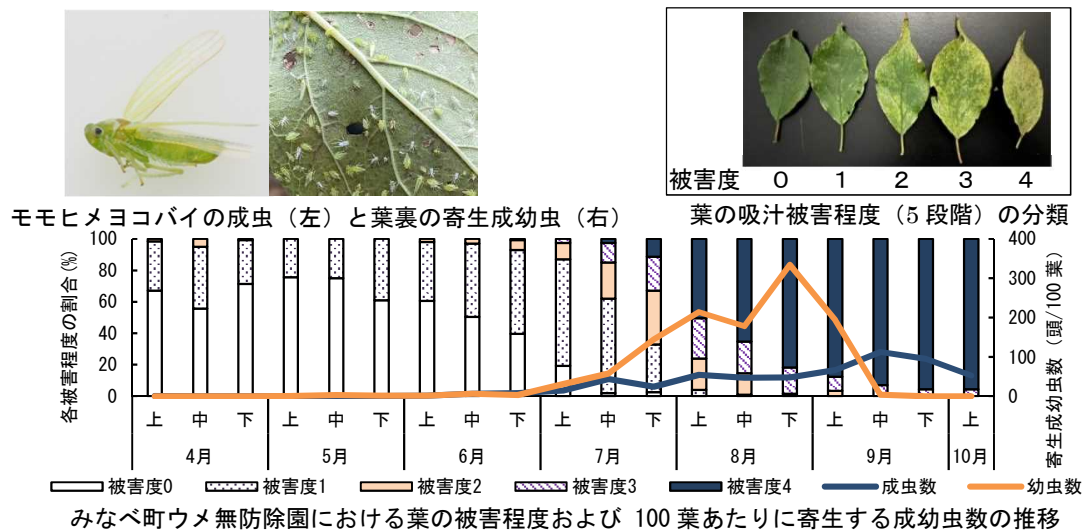 被害度 0 1 2 3 4
モモヒメヨコバイの成虫（左）と葉裏の寄生成幼虫（右）
葉の吸汁被害程度（5段階）の分類
各被害程度の割合(%)
100
80
60
40
20
0
400
300
200
100
0
寄生成幼虫数（頭/100葉）
上 中 下 上 中 下 上 中 下 上 中 下 上 中 下 上 中 下 上
4月 5月 6月 7月 8月 9月 10月
被害度0 被害度1 被害度2 被害度3 被害度4 成虫数 幼虫数
みなべ町ウメ無防除園における葉の被害程度および 100葉あたりに寄生する成幼虫数の推移